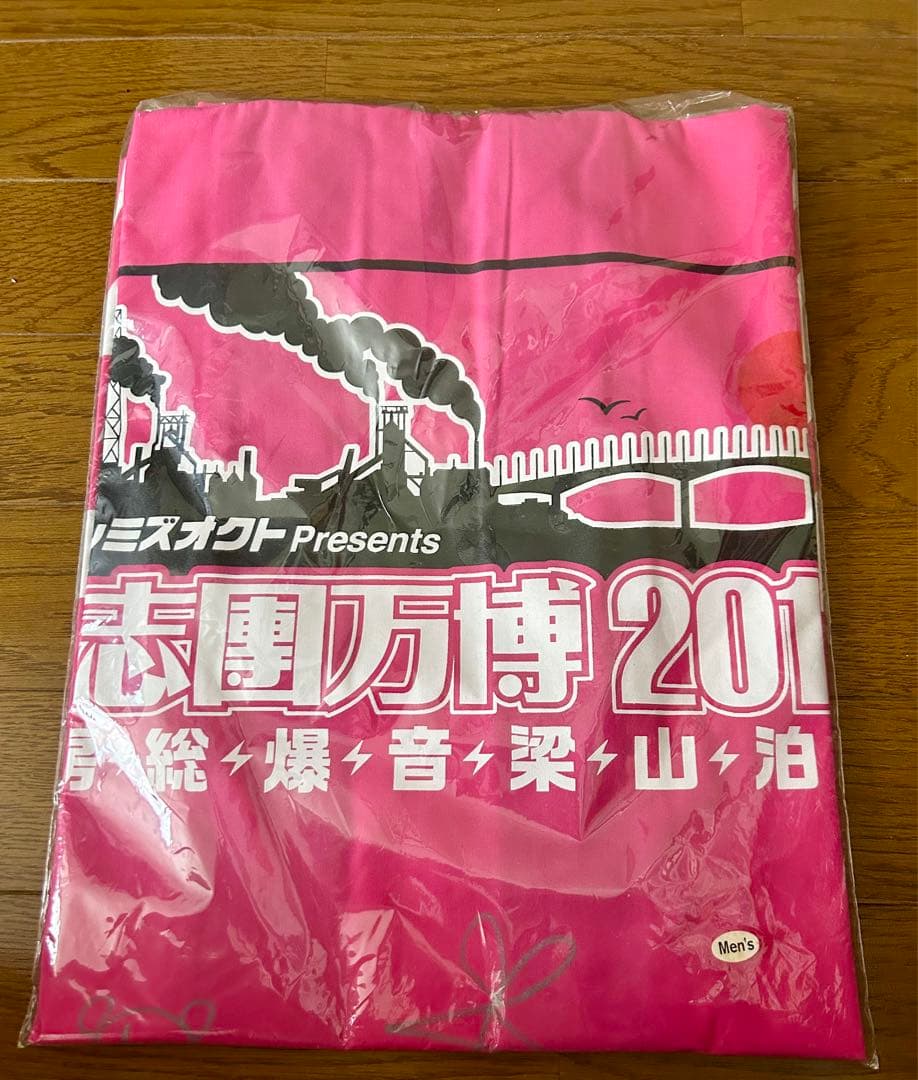 ミズオクト Presents
志團万博 201
総⚡爆⚡音⚡梁⚡山⚡泊
Men's